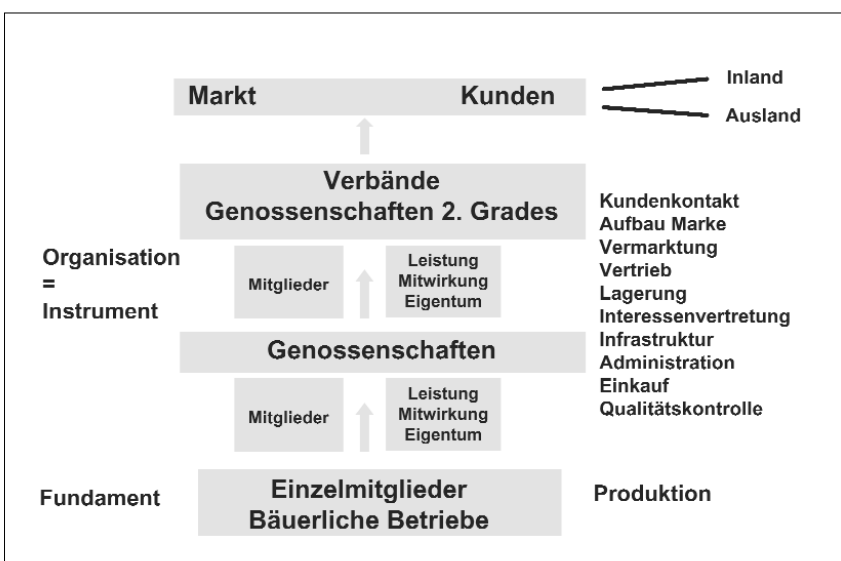 Markt Kunden
Inland
Ausland
Verbände
Genossenschaften 2. Grades
Organisation
=
Instrument
Mitglieder
Leistung
Mitwirkung
Eigentum
Kundenkontakt
Aufbau Marke
Vermarktung
Vertrieb
Lagerung
Interessenvertretung
Infrastruktur
Administration
Einkauf
Qualitätskontrolle
Genossenschaften
Mitglieder
Leistung
Mitwirkung
Eigentum
Fundament
Einzelmitglieder
Bäuerliche Betriebe
Produktion